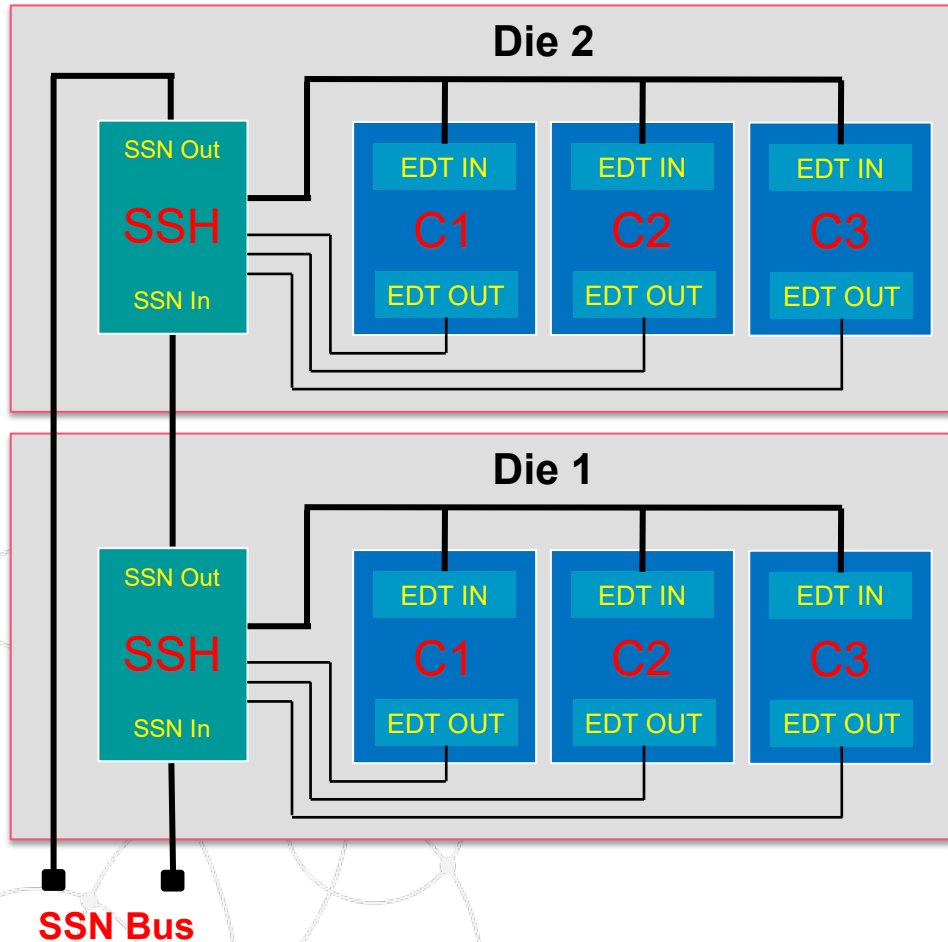 Die 2
SSN Out
SSH
SSN In
EDT IN
C1
EDT OUT
EDT IN
C2
EDT OUT
EDT IN
C3
EDT OUT
Die 1
SSN Out
SSH
SSN In
EDT IN
C1
EDT OUT
EDT IN
C2
EDT OUT
EDT IN
C3
EDT OUT
SSN Bus